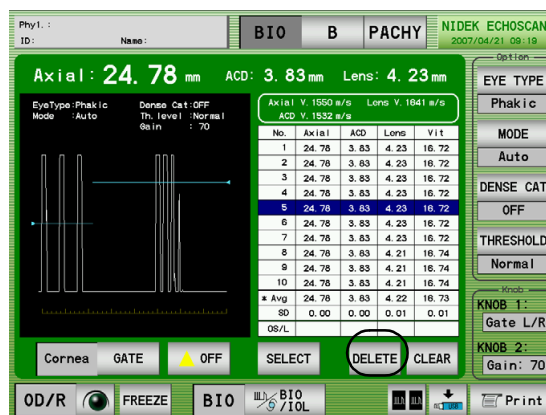 Phy1. :
ID: Name:
BIO B PACHY
NIDEK ECHOSCAN
2007/04/21 09:19
Axial: 24.78 mm ACD: 3.83 mm Lens: 4.23 mm
EyeType:Phakic Dense Cat:OFF
Mode :Auto Th. level :Normal
Gain : 70
Axial V. 1550 m/s Lens V. 1641 m/s
ACD V. 1532 m/s
No. Axial ACD Lens Vit
1 24.78 3.83 4.23 16.72
2 24.78 3.83 4.23 16.72
3 24.78 3.83 4.23 16.72
4 24.78 3.83 4.23 16.72
5 24.78 3.83 4.23 16.72
6 24.78 3.83 4.23 16.72
7 24.78 3.83 4.23 16.72
8 24.78 3.83 4.21 16.74
9 24.78 3.83 4.21 16.74
10 24.78 3.83 4.21 16.74
* Avg 24.78 3.83 4.22 16.73
SD 0.00 0.00 0.01 0.01
OS/L
Option
EYE TYPE
Phakic
MODE
Auto
DENSE CAT
OFF
THRESHOLD
Normal
Knob
KNOB 1:
Gate L/R
KNOB 2:
Gain: 70
Cornea GATE OFF SELECT DELETE CLEAR
OD/R FREEZE BIO BIO/IOL USB Print